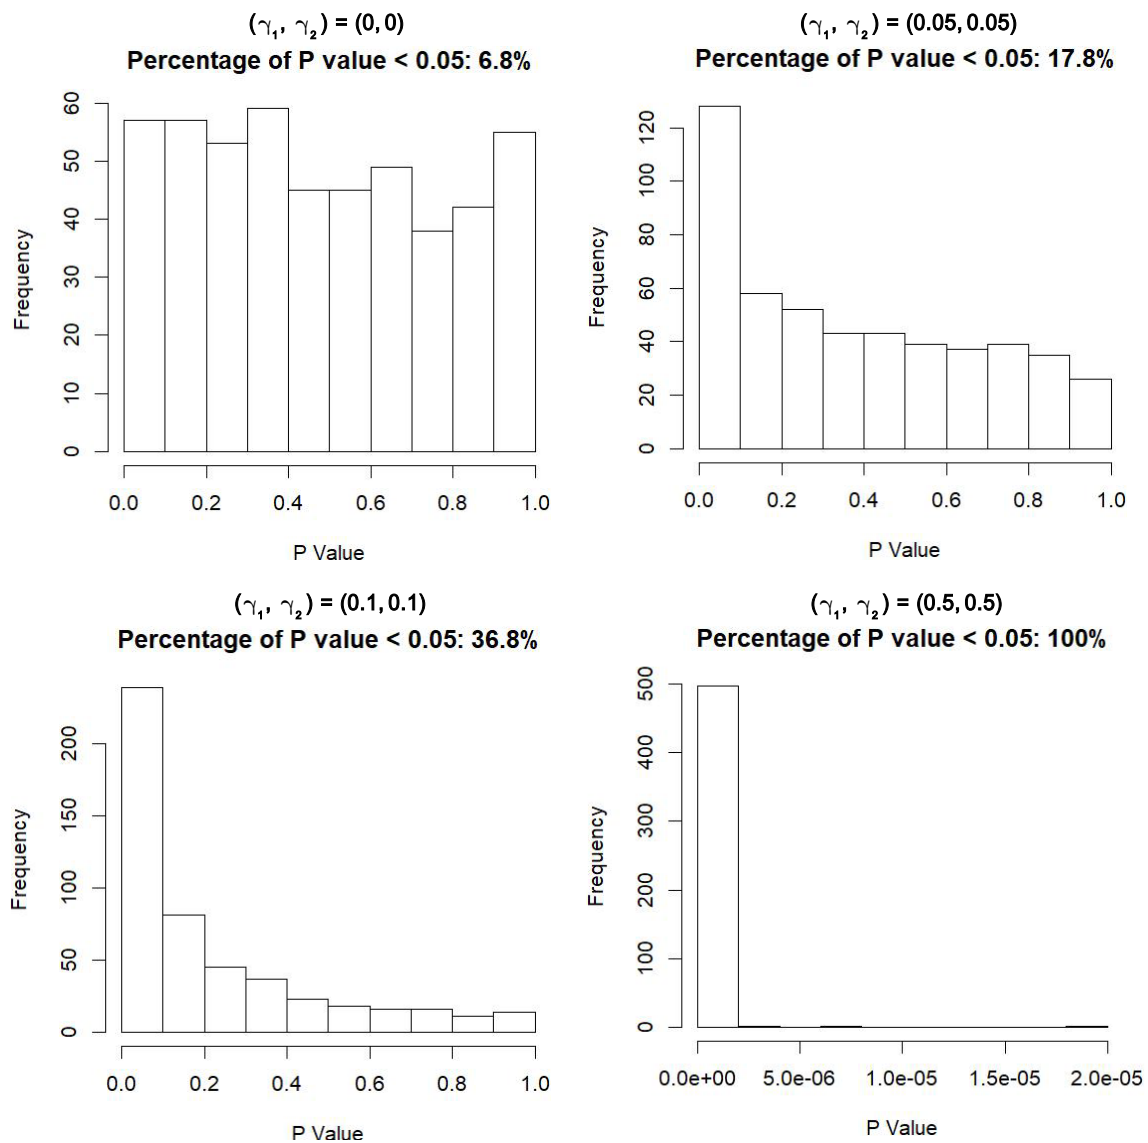 (γ₁, γ₂) = (0, 0)
Percentage of P value < 0.05: 6.8%
60
50
40
30
20
10
0
Frequency
0.0 0.2 0.4 0.6 0.8 1.0
P Value
(γ₁, γ₂) = (0.05, 0.05)
Percentage of P value < 0.05: 17.8%
120
100
80
60
40
20
0
Frequency
0.0 0.2 0.4 0.6 0.8 1.0
P Value
(γ₁, γ₂) = (0.1, 0.1)
Percentage of P value < 0.05: 36.8%
200
150
100
50
0
Frequency
0.0 0.2 0.4 0.6 0.8 1.0
P Value
(γ₁, γ₂) = (0.5, 0.5)
Percentage of P value < 0.05: 100%
500
400
300
200
100
0
Frequency
0.0e+00 5.0e-06 1.0e-05 1.5e-05 2.0e-05
P Value